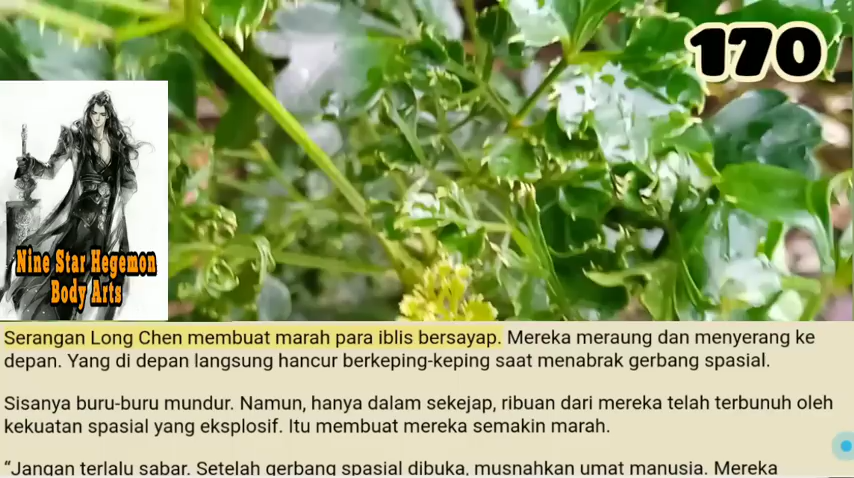 170
Nine Star Hegemon
Body Arts
Serangan Long Chen membuat marah para iblis bersayap. Mereka meraung dan menyerang ke
depan. Yang di depan langsung hancur berkeping-keping saat menabrak gerbang spasial.
Sisanya buru-buru mundur. Namun, hanya dalam sekejap, ribuan dari mereka telah terbunuh oleh
kekuatan spasial yang eksplosif. Itu membuat mereka semakin marah.
“Jangan terlalu sabar. Setelah gerbang spasial dibuka, musnahkan umat manusia. Mereka